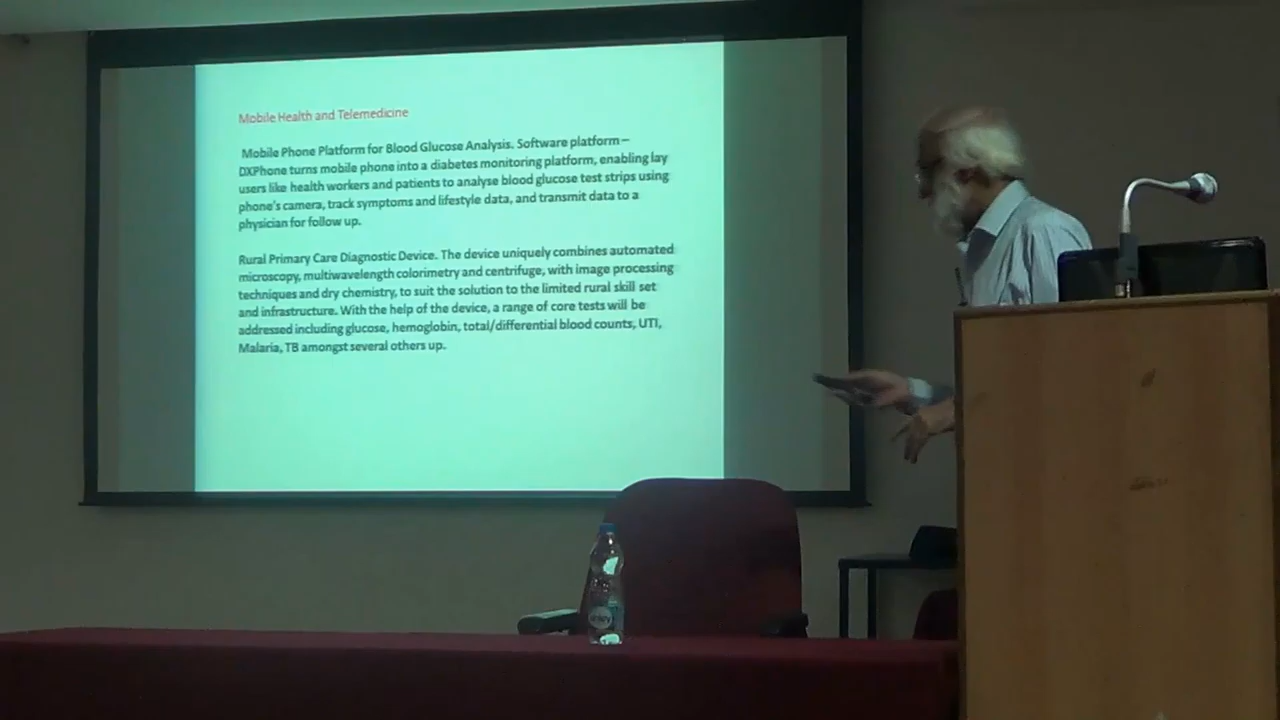 Mobile Health and Telemedicine
Mobile Phone Platform for Blood Glucose Analysis. Software platform –
DXPhone turns mobile phone into a diabetes monitoring platform, enabling lay
users like health workers and patients to analyse blood glucose test strips using
phone's camera, track symptoms and lifestyle data, and transmit data to a
physician for follow up.
Rural Primary Care Diagnostic Device. The device uniquely combines automated
microscopy, multiwavelength colorimetry and centrifuge, with image processing
techniques and dry chemistry, to suit the solution to the limited rural skill set
and infrastructure. With the help of the device, a range of core tests will be
addressed including glucose, hemoglobin, total/differential blood counts, UTI,
Malaria, TB amongst several others up.